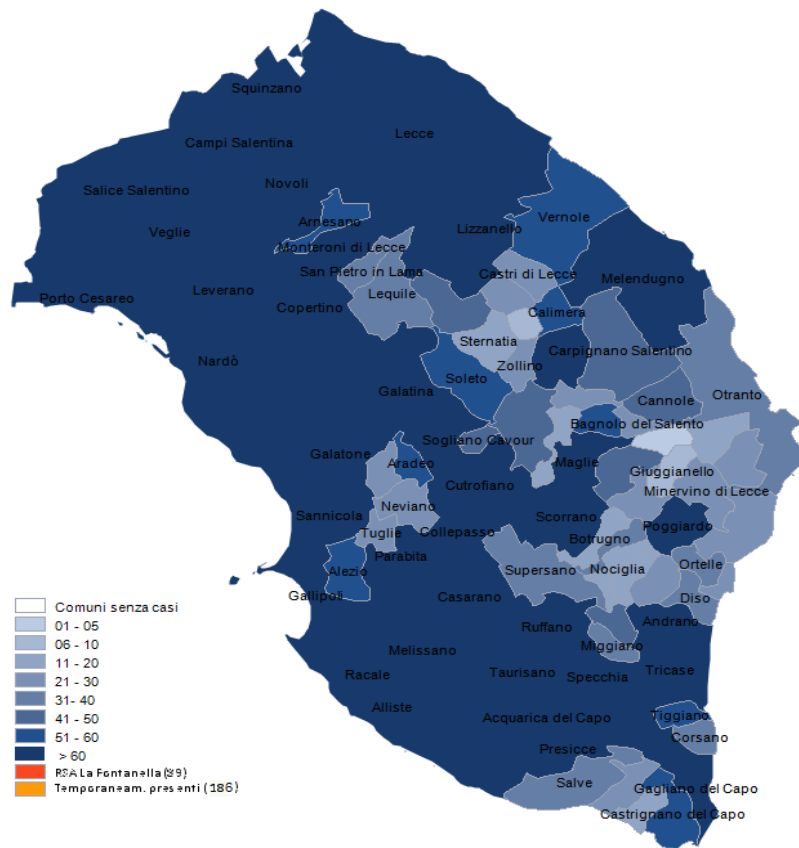 Squinzano
Lecce
Campi Salentina
Novoli
Salice Salentino
Arnesano
Vernole
Veglie
Lizzanello
Monteroni di Lecce
San Pietro in Lama
Castri di Lecce
Melendugno
Leverano
Lequile
Porto Cesareo
Copertino
Calimera
Sternatia
Carpignano Salentino
Nardò
Zollino
Soleto
Galatina
Otranto
Cannole
Bagnolo del Salento
Sogliano Cavour
Galatone
Aradeo
Maglie
Giuggianello
Cutrofiano
Minervino di Lecce
Neviano
Sannicola
Scorrano
Poggiardo
Tuglie
Collepasso
Botrugno
Parabita
Alezio
Supersano
Nociglia
Ortelle
Gallipoli
Casarano
Diso
Andrano
Ruffano
Melissano
Miggiano
Racale
Taurisano
Specchia
Tricase
Alliste
Acquarica del Capo
Tiggiano
Corsano
Presicce
Salve
Gagliano del Capo
Castrignano del Capo
Comuni senza casi
01 - 05
06 - 10
11 - 20
21 - 30
31- 40
41 - 50
51 - 60
> 60
RSA La Fontanella (89)
Temporaneam. presenti (186)